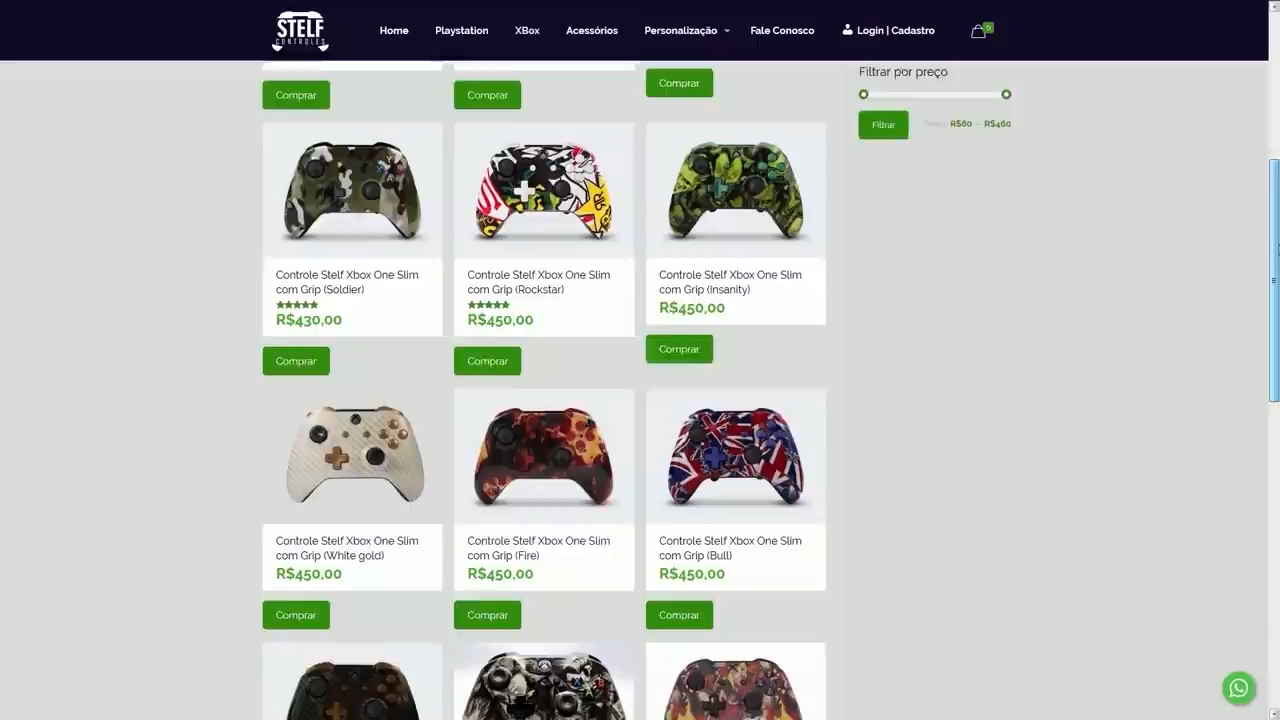 STELF
CONTROLES
Home
Playstation
XBox
Acessórios
Personalização
Fale Conosco
Login | Cadastro
0
Filtrar por preço
Comprar
Comprar
Comprar
Filtrar
R$60 — R$460
Controle Stelf Xbox One Slim
com Grip (Soldier)
R$430,00
Controle Stelf Xbox One Slim
com Grip (Rockstar)
R$450,00
Controle Stelf Xbox One Slim
com Grip (Insanity)
R$450,00
Comprar
Comprar
Comprar
Controle Stelf Xbox One Slim
com Grip (White gold)
R$450,00
Controle Stelf Xbox One Slim
com Grip (Fire)
R$450,00
Controle Stelf Xbox One Slim
com Grip (Bull)
R$450,00
Comprar
Comprar
Comprar